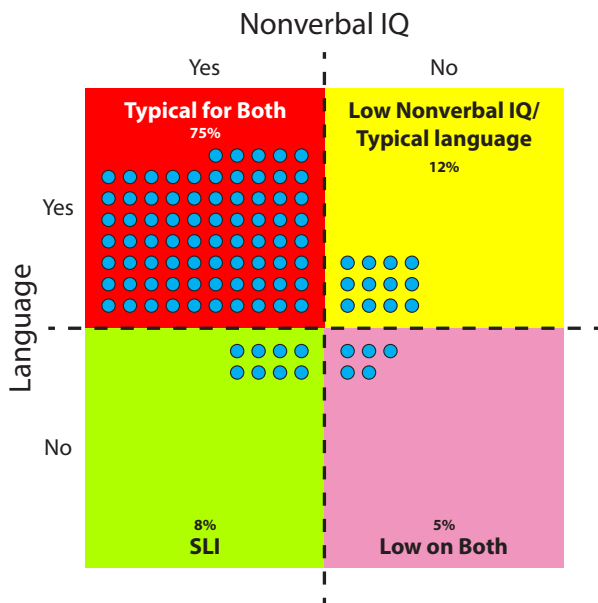 Nonverbal IQ
Yes
No
Typical for Both
75%
Low Nonverbal IQ/
Typical language
12%
Yes
Language
No
8%
SLI
5%
Low on Both